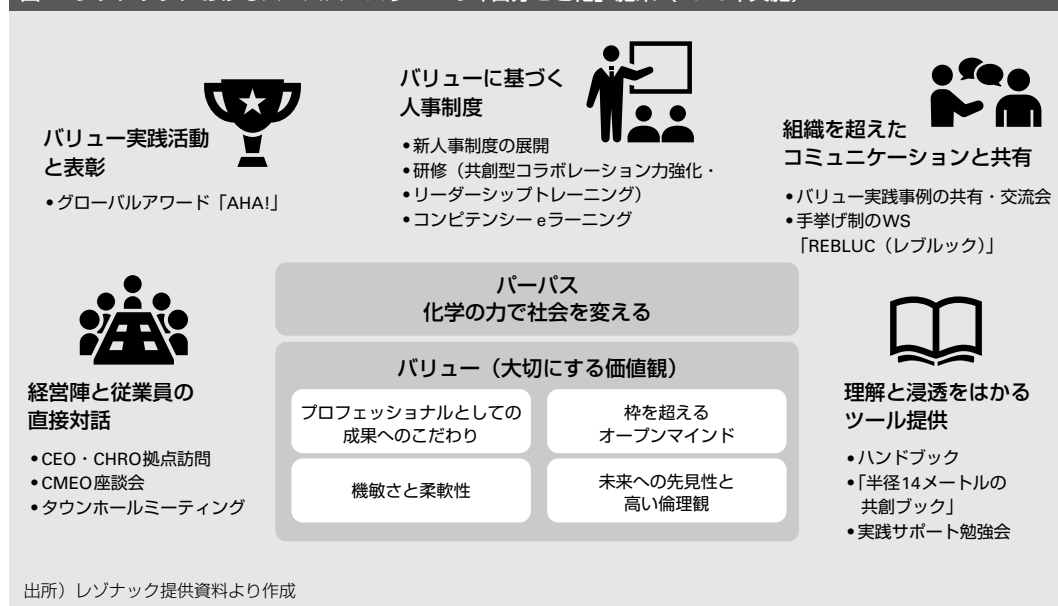 バリュー実践活動
と表彰
•グローバルアワード「AHA!」
バリューに基づく
人事制度
•新人事制度の展開
•研修（共創型コラボレーション力強化・
•リーダーシップトレーニング）
•コンピテンシー eラーニング
組織を超えた
コミュニケーションと共有
•バリュー実践事例の共有・交流会
•手挙げ制のWS
「REBLUC（レブルック）」
パーパス
化学の力で社会を変える
バリュー（大切にする価値観）
プロフェッショナルとしての
成果へのこだわり
枠を超える
オープンマインド
機敏さと柔軟性
未来への先見性と
高い倫理観
経営陣と従業員の
直接対話
•CEO・CHRO拠点訪問
•CMEO座談会
•タウンホールミーティング
理解と浸透をはかる
ツール提供
•ハンドブック
•「半径14メートルの
共創ブック」
•実践サポート勉強会
出所）レゾナック提供資料より作成